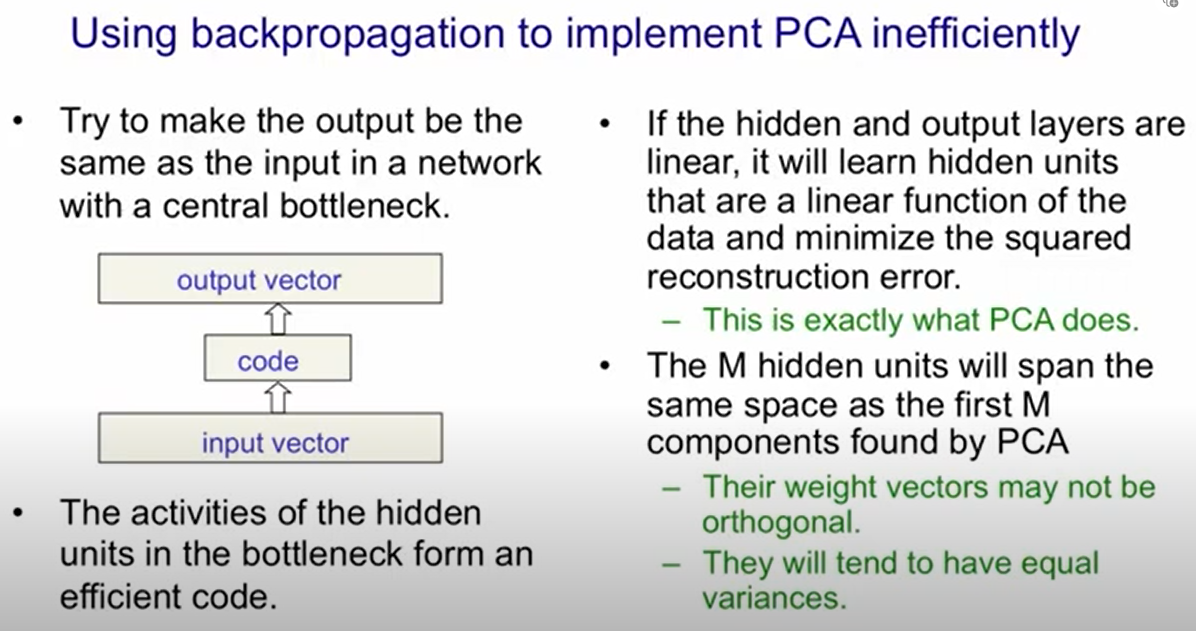 Using backpropagation to implement PCA inefficiently
• Try to make the output be the
same as the input in a network
with a central bottleneck.
output vector
code
input vector
• The activities of the hidden
units in the bottleneck form an
efficient code.
• If the hidden and output layers are
linear, it will learn hidden units
that are a linear function of the
data and minimize the squared
reconstruction error.
– This is exactly what PCA does.
• The M hidden units will span the
same space as the first M
components found by PCA
– Their weight vectors may not be
orthogonal.
– They will tend to have equal
variances.